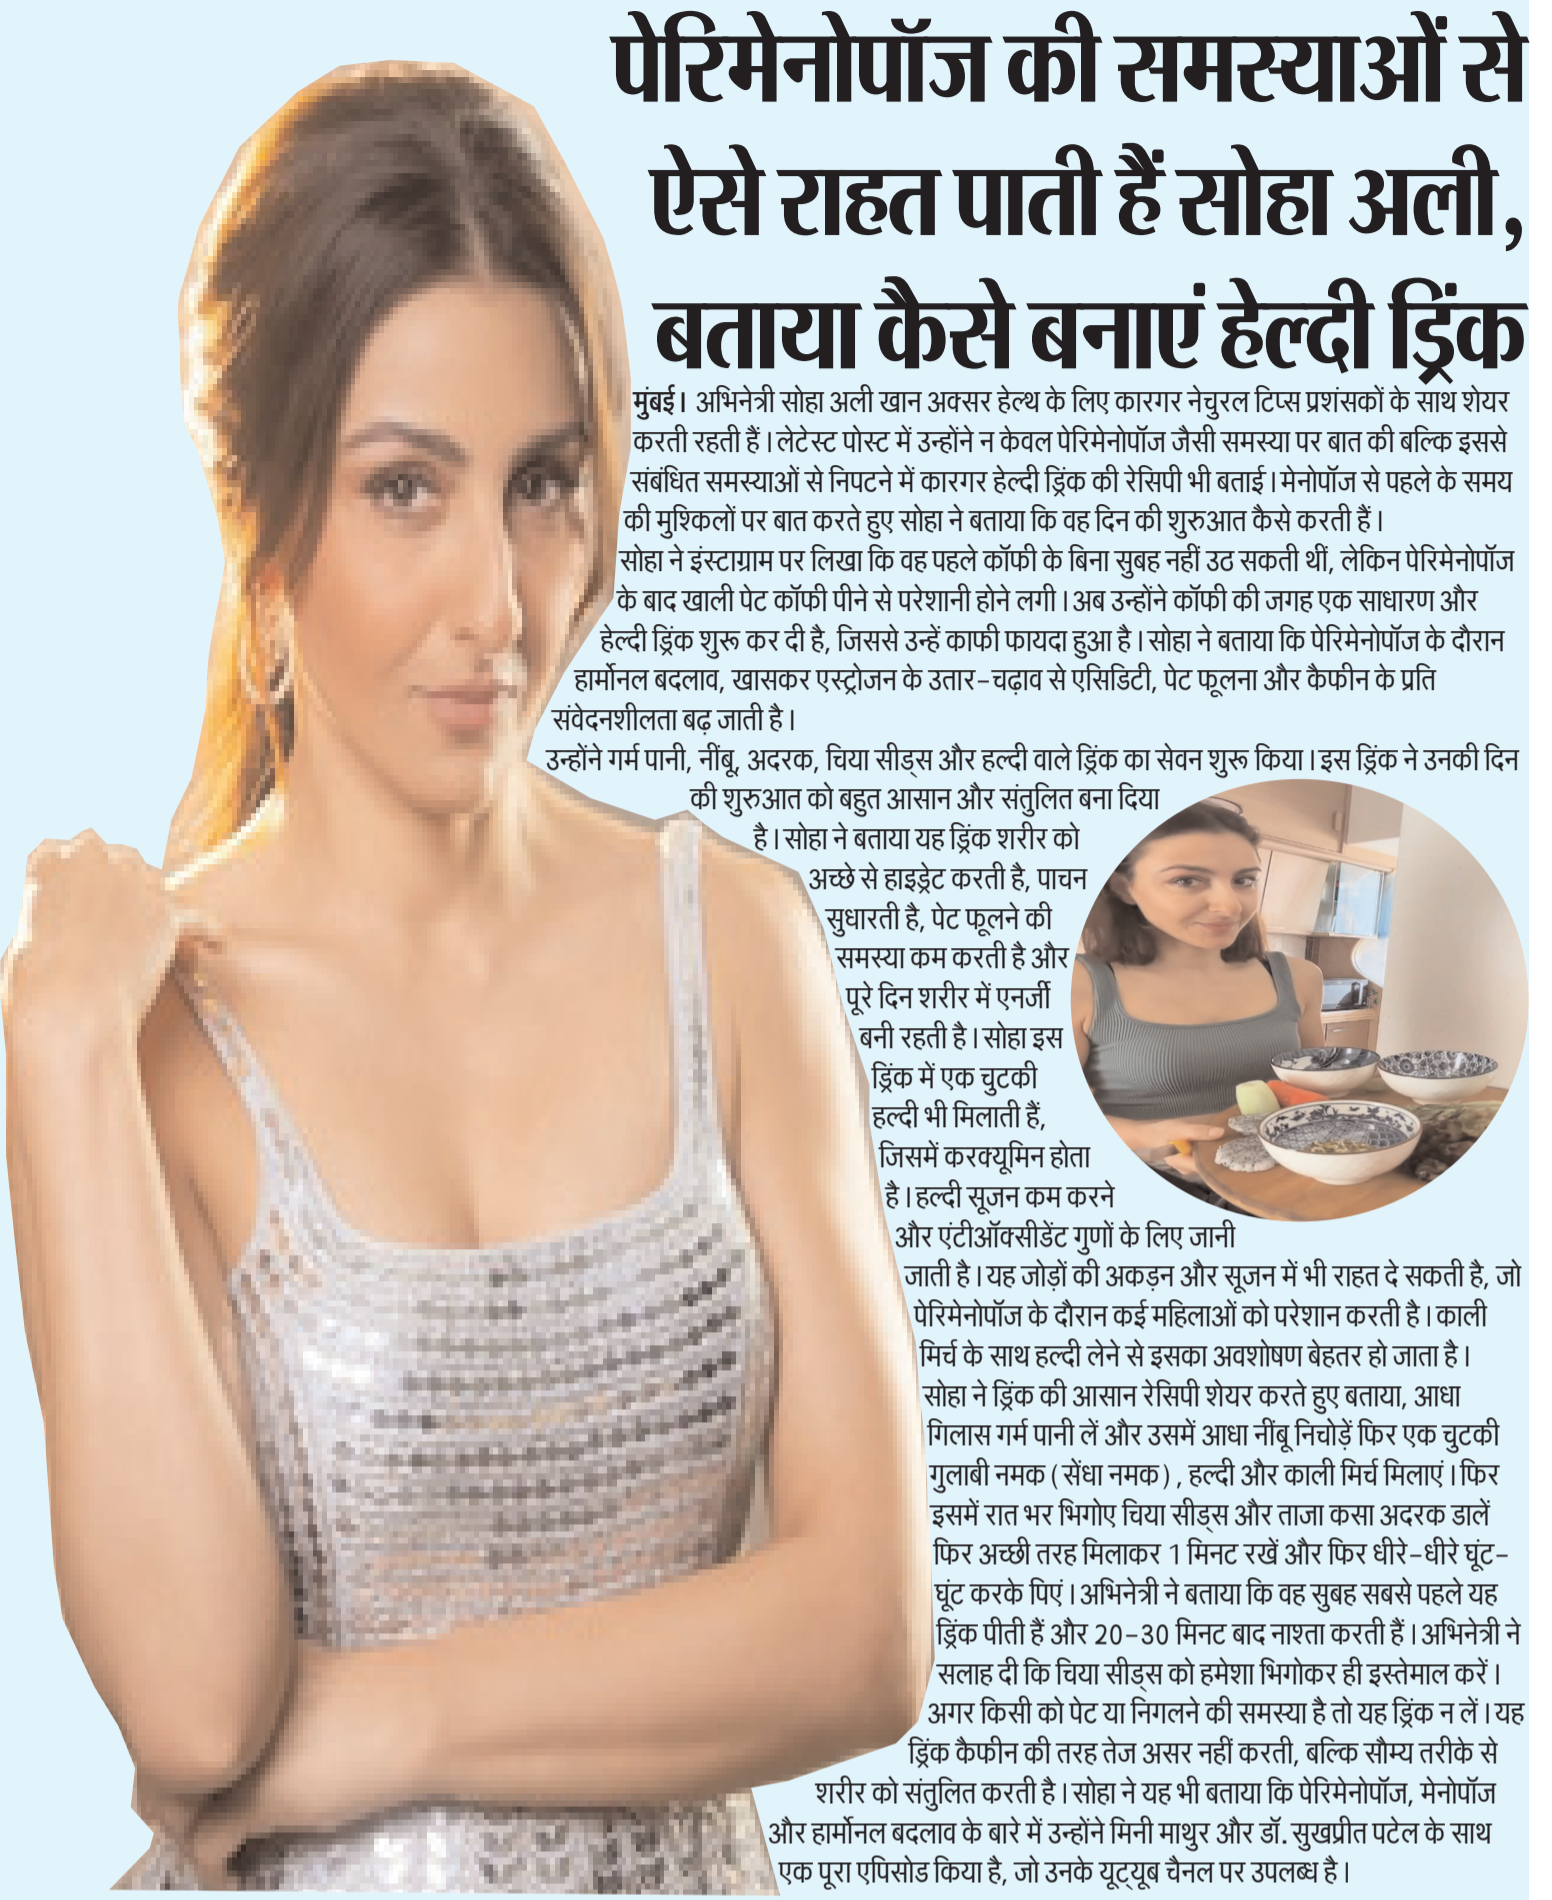 पेरिमेनोपॉज की समस्याओं से
ऐसे राहत पाती हैं सोहा अली,
बताया कैसे बनाएं हेल्दी ड्रिंक
मुंबई। अभिनेत्री सोहा अली खान अक्सर हेल्थ के लिए कारगर नेचुरल टिप्स प्रशंसकों के साथ शेयर
करती रहती हैं। लेटेस्ट पोस्ट में उन्होंने न केवल पेरिमेनोपॉज जैसी समस्या पर बात की बल्कि इससे
संबंधित समस्याओं से निपटने में कारगर हेल्दी ड्रिंक की रेसिपी भी बताई। मेनोपॉज से पहले के समय
की मुश्किलों पर बात करते हुए सोहा ने बताया कि वह दिन की शुरुआत कैसे करती हैं।
सोहा ने इंस्टाग्राम पर लिखा कि वह पहले कॉफी के बिना सुबह नहीं उठ सकती थीं, लेकिन पेरिमेनोपॉज
के बाद खाली पेट कॉफी पीने से परेशानी होने लगी। अब उन्होंने कॉफी की जगह एक साधारण और
हेल्दी ड्रिंक शुरू कर दी है, जिससे उन्हें काफी फायदा हुआ है। सोहा ने बताया कि पेरिमेनोपॉज के दौरान
हार्मोनल बदलाव, खासकर एस्ट्रोजन के उतार-चढ़ाव से एसिडिटी, पेट फूलना और कैफीन के प्रति
संवेदनशीलता बढ़ जाती है।
उन्होंने गर्म पानी, नींबू, अदरक, चिया सीड्स और हल्दी वाले ड्रिंक का सेवन शुरू किया। इस ड्रिंक ने उनकी दिन
की शुरुआत को बहुत आसान और संतुलित बना दिया
है। सोहा ने बताया यह ड्रिंक शरीर को
अच्छे से हाइड्रेट करती है, पाचन
सुधारती है, पेट फूलने की
समस्या कम करती है और
पूरे दिन शरीर में एनर्जी
बनी रहती है। सोहा इस
ड्रिंक में एक चुटकी
हल्दी भी मिलाती हैं,
जिसमें करक्यूमिन होता
है। हल्दी सूजन कम करने
और एंटीऑक्सीडेंट गुणों के लिए जानी
जाती है। यह जोड़ों की अकड़न और सूजन में भी राहत दे सकती है, जो
पेरिमेनोपॉज के दौरान कई महिलाओं को परेशान करती है। काली
मिर्च के साथ हल्दी लेने से इसका अवशोषण बेहतर हो जाता है।
सोहा ने ड्रिंक की आसान रेसिपी शेयर करते हुए बताया, आधा
गिलास गर्म पानी लें और उसमें आधा नींबू निचोड़ें फिर एक चुटकी
गुलाबी नमक (सेंधा नमक), हल्दी और काली मिर्च मिलाएं। फिर
इसमें रात भर भिगोए चिया सीड्स और ताजा कसा अदरक डालें
फिर अच्छी तरह मिलाकर 1 मिनट रखें और फिर धीरे-धीरे घूंट-
घूंट करके पिएं। अभिनेत्री ने बताया कि वह सुबह सबसे पहले यह
ड्रिंक पीती हैं और 20-30 मिनट बाद नाश्ता करती हैं। अभिनेत्री ने
सलाह दी कि चिया सीड्स को हमेशा भिगोकर ही इस्तेमाल करें।
अगर किसी को पेट या निगलने की समस्या है तो यह ड्रिंक न लें। यह
ड्रिंक कैफीन की तरह तेज असर नहीं करती, बल्कि सौम्य तरीके से
शरीर को संतुलित करती है। सोहा ने यह भी बताया कि पेरिमेनोपॉज, मेनोपॉज
और हार्मोनल बदलाव के बारे में उन्होंने मिनी माथुर और डॉ. सुखप्रीत पटेल के साथ
एक पूरा एपिसोड किया है, जो उनके यूट्यूब चैनल पर उपलब्ध है।